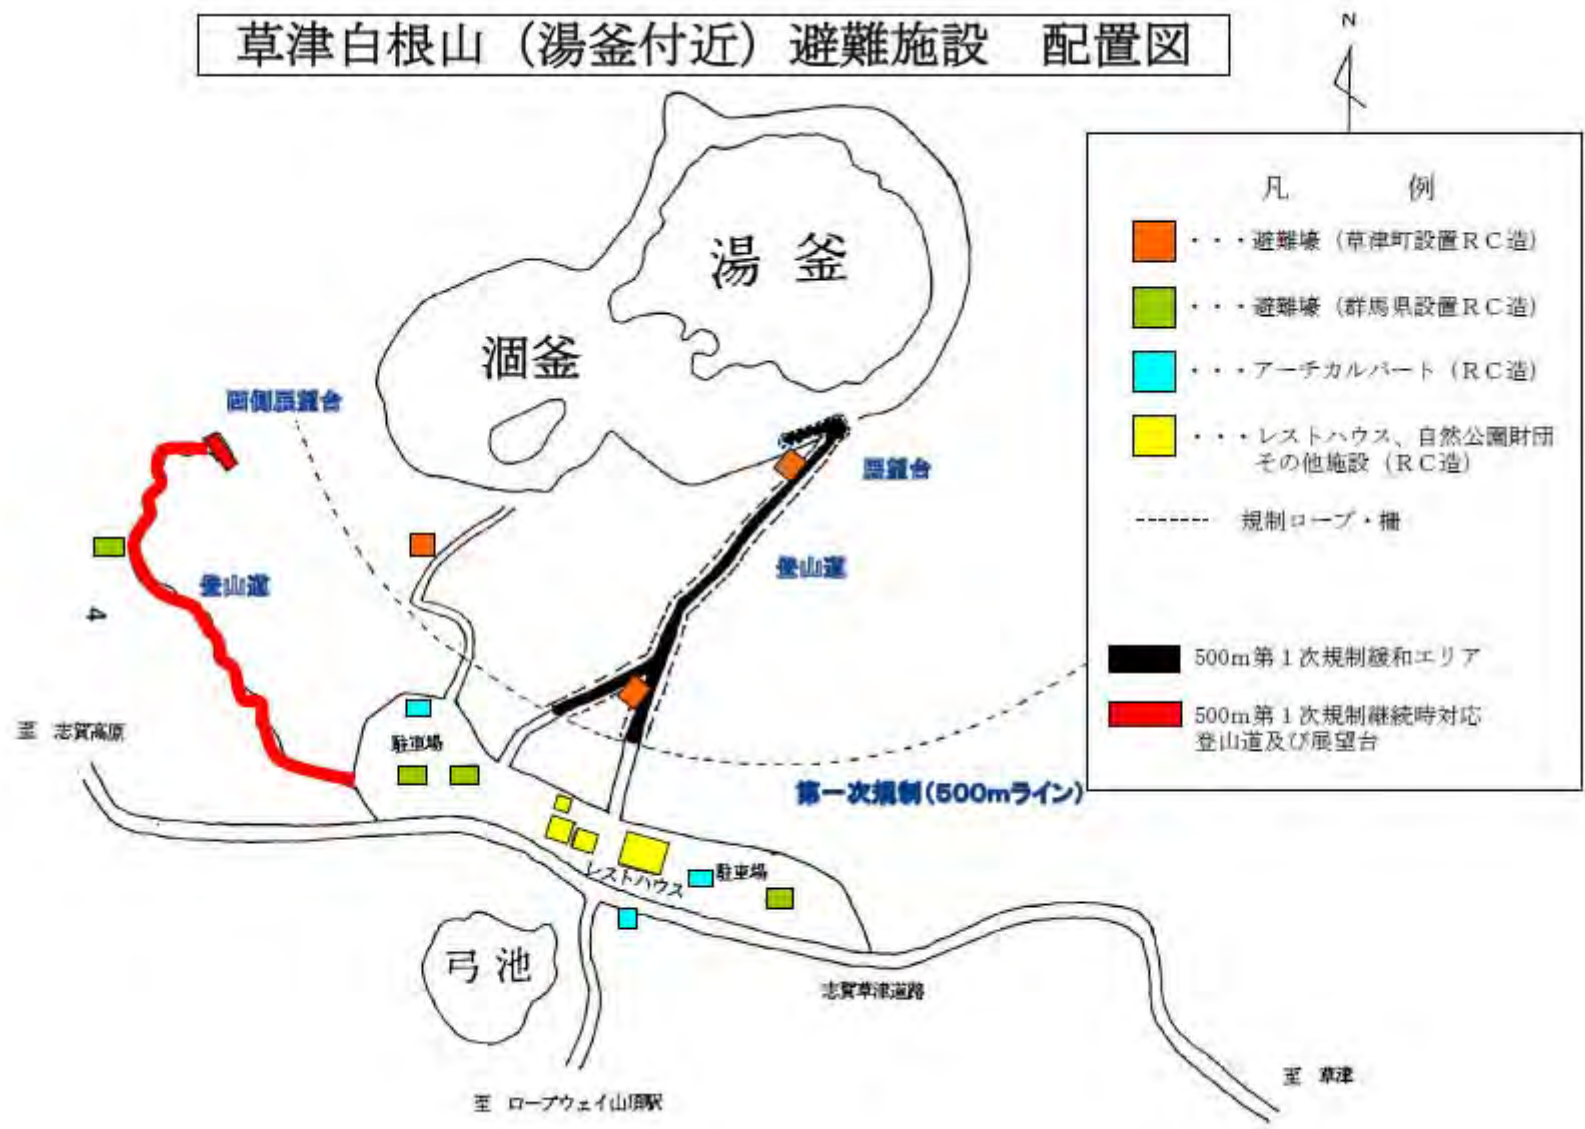 草津白根山（湯釜付近）避難施設　配置図
N
凡　例
・・・避難壕（草津町設置ＲＣ造）
・・・避難壕（群馬県設置ＲＣ造）
・・・アーチカルバート（ＲＣ造）
・・・レストハウス、自然公園財団
その他施設（ＲＣ造）
規制ロープ・柵
500m第１次規制緩和エリア
500m第１次規制継続時対応
登山道及び展望台
湯釜
涸釜
西側展望台
展望台
登山道
登山道
4
至　志賀高原
駐車場
第一次規制(500mライン)
レストハウス
駐車場
弓池
志賀草津道路
至　草津
至　ロープウェイ山頂駅